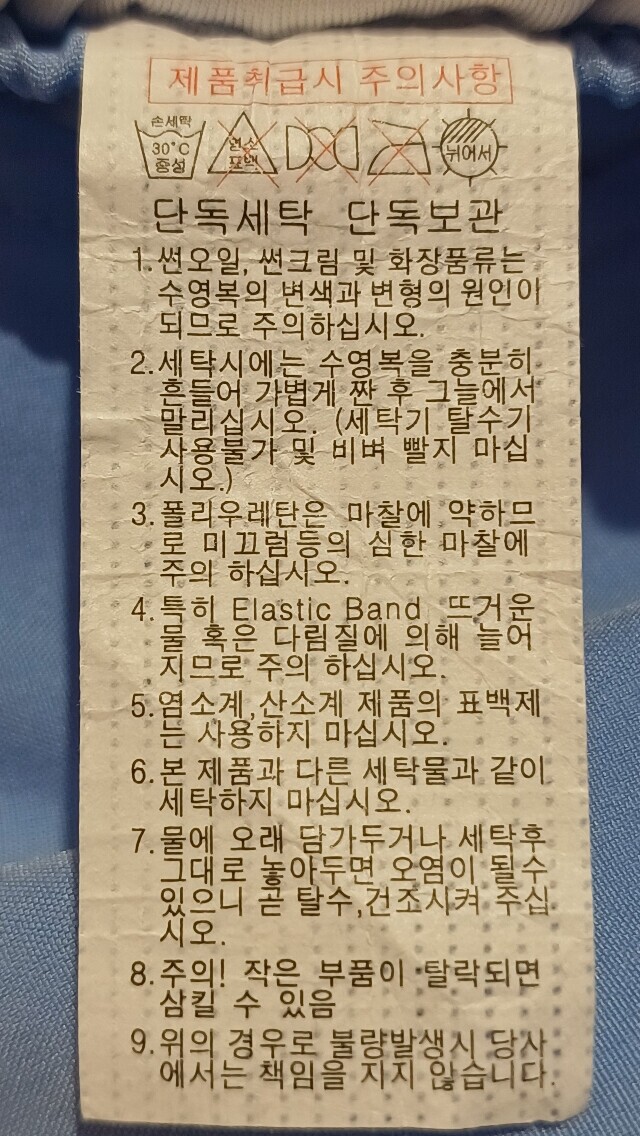 제품취급시 주의사항
손세탁
30°C
중성
염소
표백
뉘어서
단독세탁 단독보관
1.썬오일, 썬크림 및 화장품류는
수영복의 변색과 변형의 원인이
되므로 주의하십시오.
2.세탁시에는 수영복을 충분히
흔들어 가볍게 짠 후 그늘에서
말리십시오. (세탁기 탈수기
사용불가 및 비벼 빨지 마십
시오.)
3.폴리우레탄은 마찰에 약하므
로 미끄럼등의 심한 마찰에
주의 하십시오.
4.특히 Elastic Band 뜨거운
물 혹은 다림질에 의해 늘어
지므로 주의 하십시오.
5.염소계,산소계 제품의 표백제
는 사용하지 마십시오.
6.본 제품과 다른 세탁물과 같이
세탁하지 마십시오.
7.물에 오래 담가두거나 세탁후
그대로 놓아두면 오염이 될수
있으니 곧 탈수,건조시켜 주십
시오.
8.주의! 작은 부품이 탈락되면
삼킬 수 있음
9.위의 경우로 불량발생시 당사
에서는 책임을 지지 않습니다.